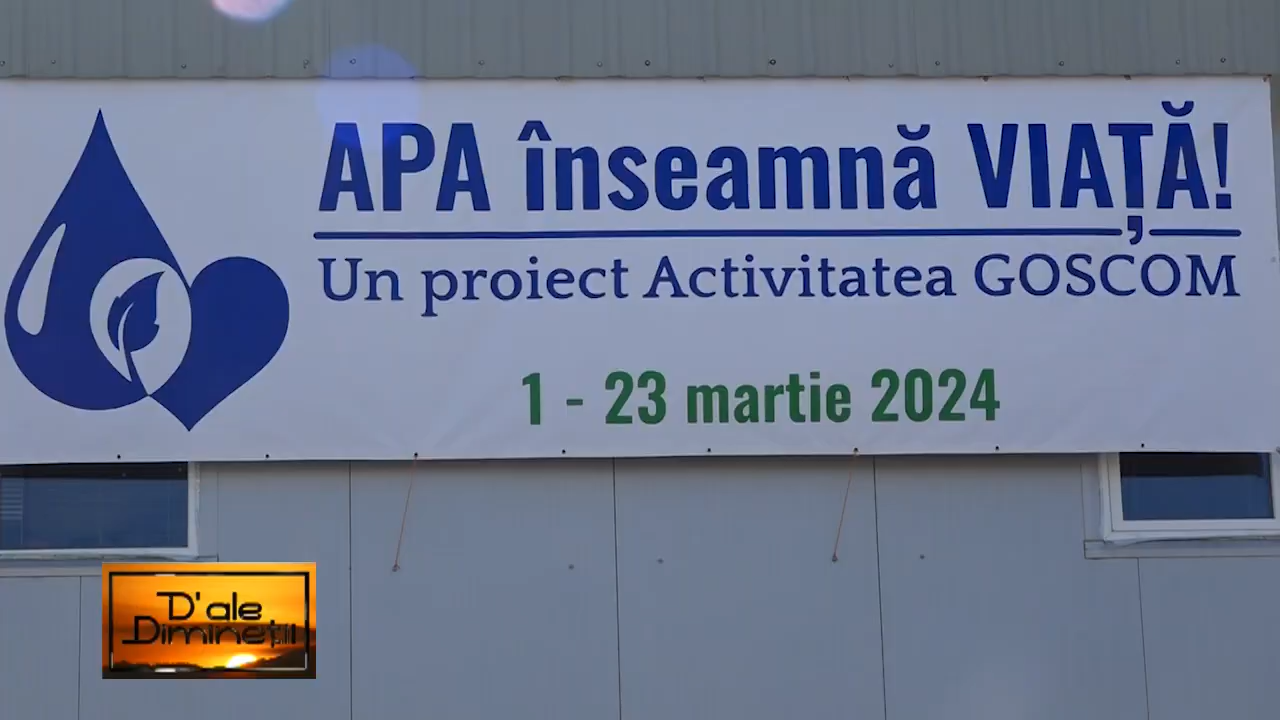 APA înseamnă VIAȚĂ!
Un proiect Activitatea GOSCOM
1 - 23 martie 2024
D'ale
Dimineții